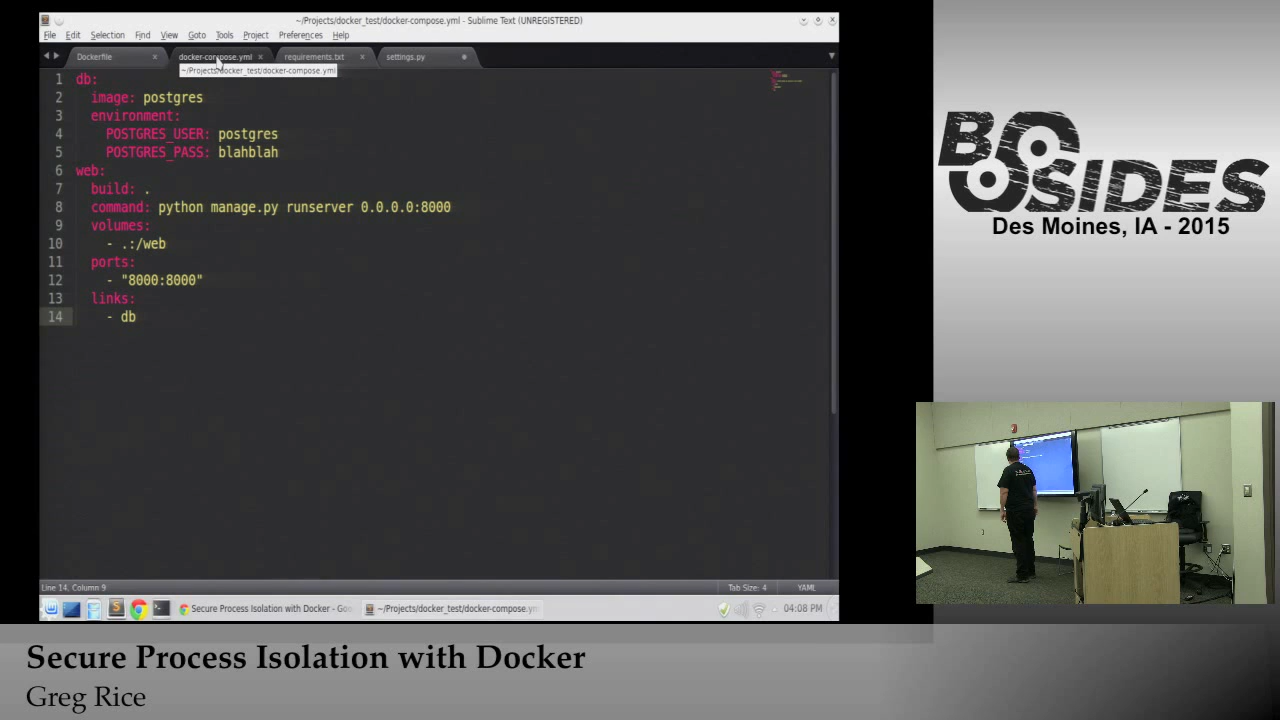 ~/Projects/docker_test/docker-compose.yml - Sublime Text (UNREGISTERED)
File Edit Selection Find View Goto Tools Project Preferences Help
Dockerfile docker-compose.yml requirements.txt settings.py
~/Projects/docker_test/docker-compose.yml
1 db:
2 image: postgres
3 environment:
4 POSTGRES_USER: postgres
5 POSTGRES_PASS: blahblah
6 web:
7 build: .
8 command: python manage.py runserver 0.0.0.0:8000
9 volumes:
10 - .:/web
11 ports:
12 - "8000:8000"
13 links:
14 - db
Line 14, Column 9 Tab Size: 4 YAML
Secure Process Isolation with Docker - Goo ~/Projects/docker_test/docker-compose.ym 04:08 PM
BSIDES
Des Moines, IA - 2015
Secure Process Isolation with Docker
Greg Rice